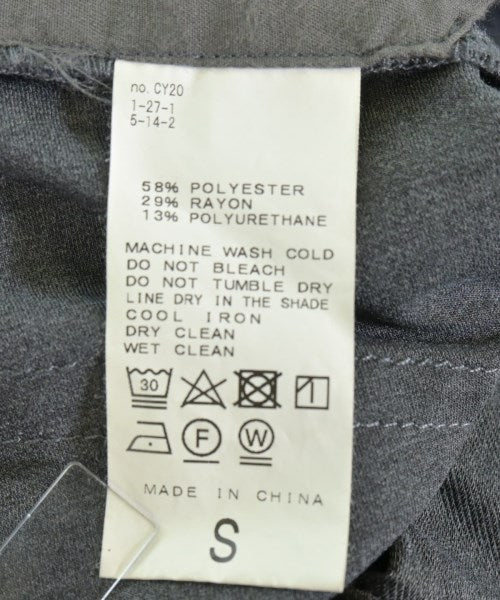 no. CY20
1-27-1
5-14-2
58% POLYESTER
29% RAYON
13% POLYURETHANE
MACHINE WASH COLD
DO NOT BLEACH
DO NOT TUMBLE DRY
LINE DRY IN THE SHADE
COOL IRON
DRY CLEAN
WET CLEAN
30
F W
MADE IN CHINA
S